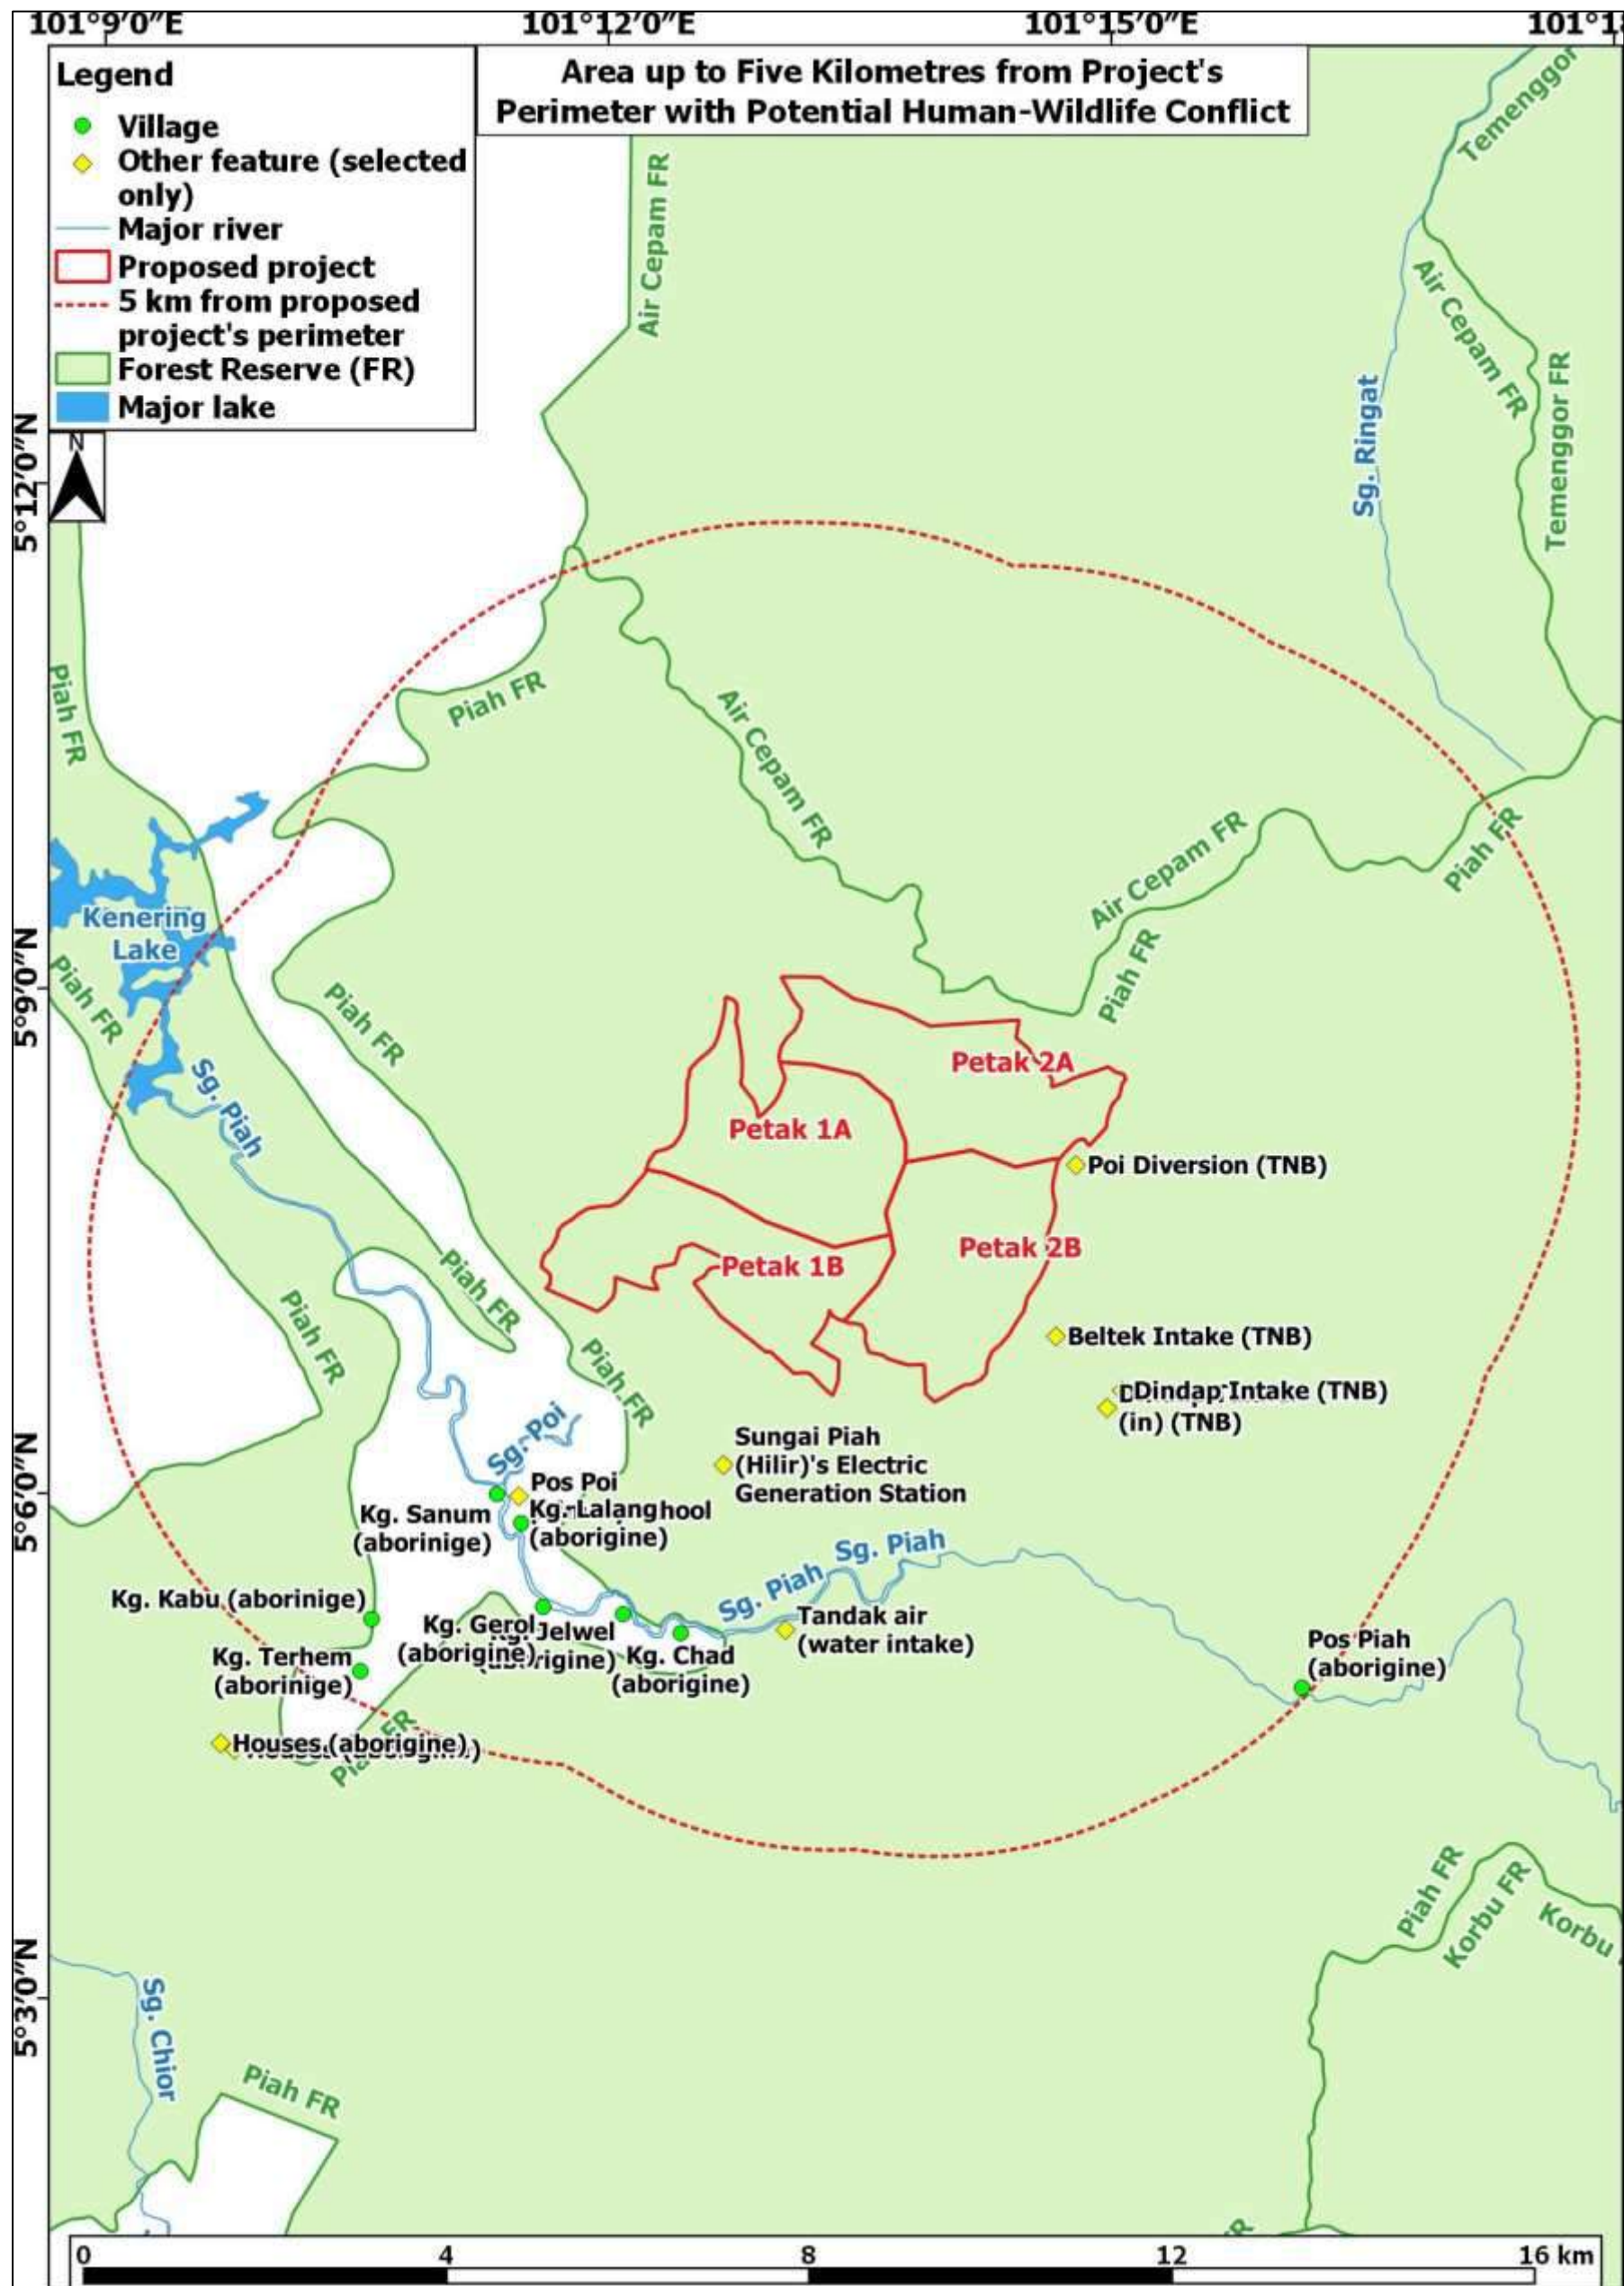 101°9′0″E
101°12′0″E
101°15′0″E
101°18
Legend
Village
Other feature (selected
only)
Major river
Proposed project
5 km from proposed
project's perimeter
Forest Reserve (FR)
Major lake
N
Area up to Five Kilometres from Project's
Perimeter with Potential Human-Wildlife Conflict
Temenggor
Air Cepam FR
Air Cepam FR
Temenggor FR
Sg. Ringat
5°12′0″N
Piah FR
Piah FR
Air Cepam FR
Air Cepam FR
Piah FR
Kenering
Lake
5°9′0″N
Piah FR
Piah FR
Piah FR
Sg. Piah
Petak 2A
Petak 1A
Poi Diversion (TNB)
Petak 2B
Petak 1B
Piah FR
Piah FR
Piah FR
Beltek Intake (TNB)
Dindap Intake (TNB)
(in) (TNB)
Sg. Poi
Sungai Piah
(Hilir)'s Electric
Generation Station
5°6′0″N
Pos Poi
Kg. Lalang
(aborigine)
Kg. Sanum
(aborinige)
Sg. Piah
Sg. Piah
Kg. Kabu (aborinige)
Kg. Gerol
(aborigine)
Jelwel
Kg. Chad
(aborigine)
Tandak air
(water intake)
Kg. Terhem
(aborinige)
Pos Piah
(aborigine)
Houses (aborigine)
Piah FR
Piah FR
Korbu FR
Korbu
5°3′0″N
Sg. Chior
Piah FR
0
4
8
12
16 km